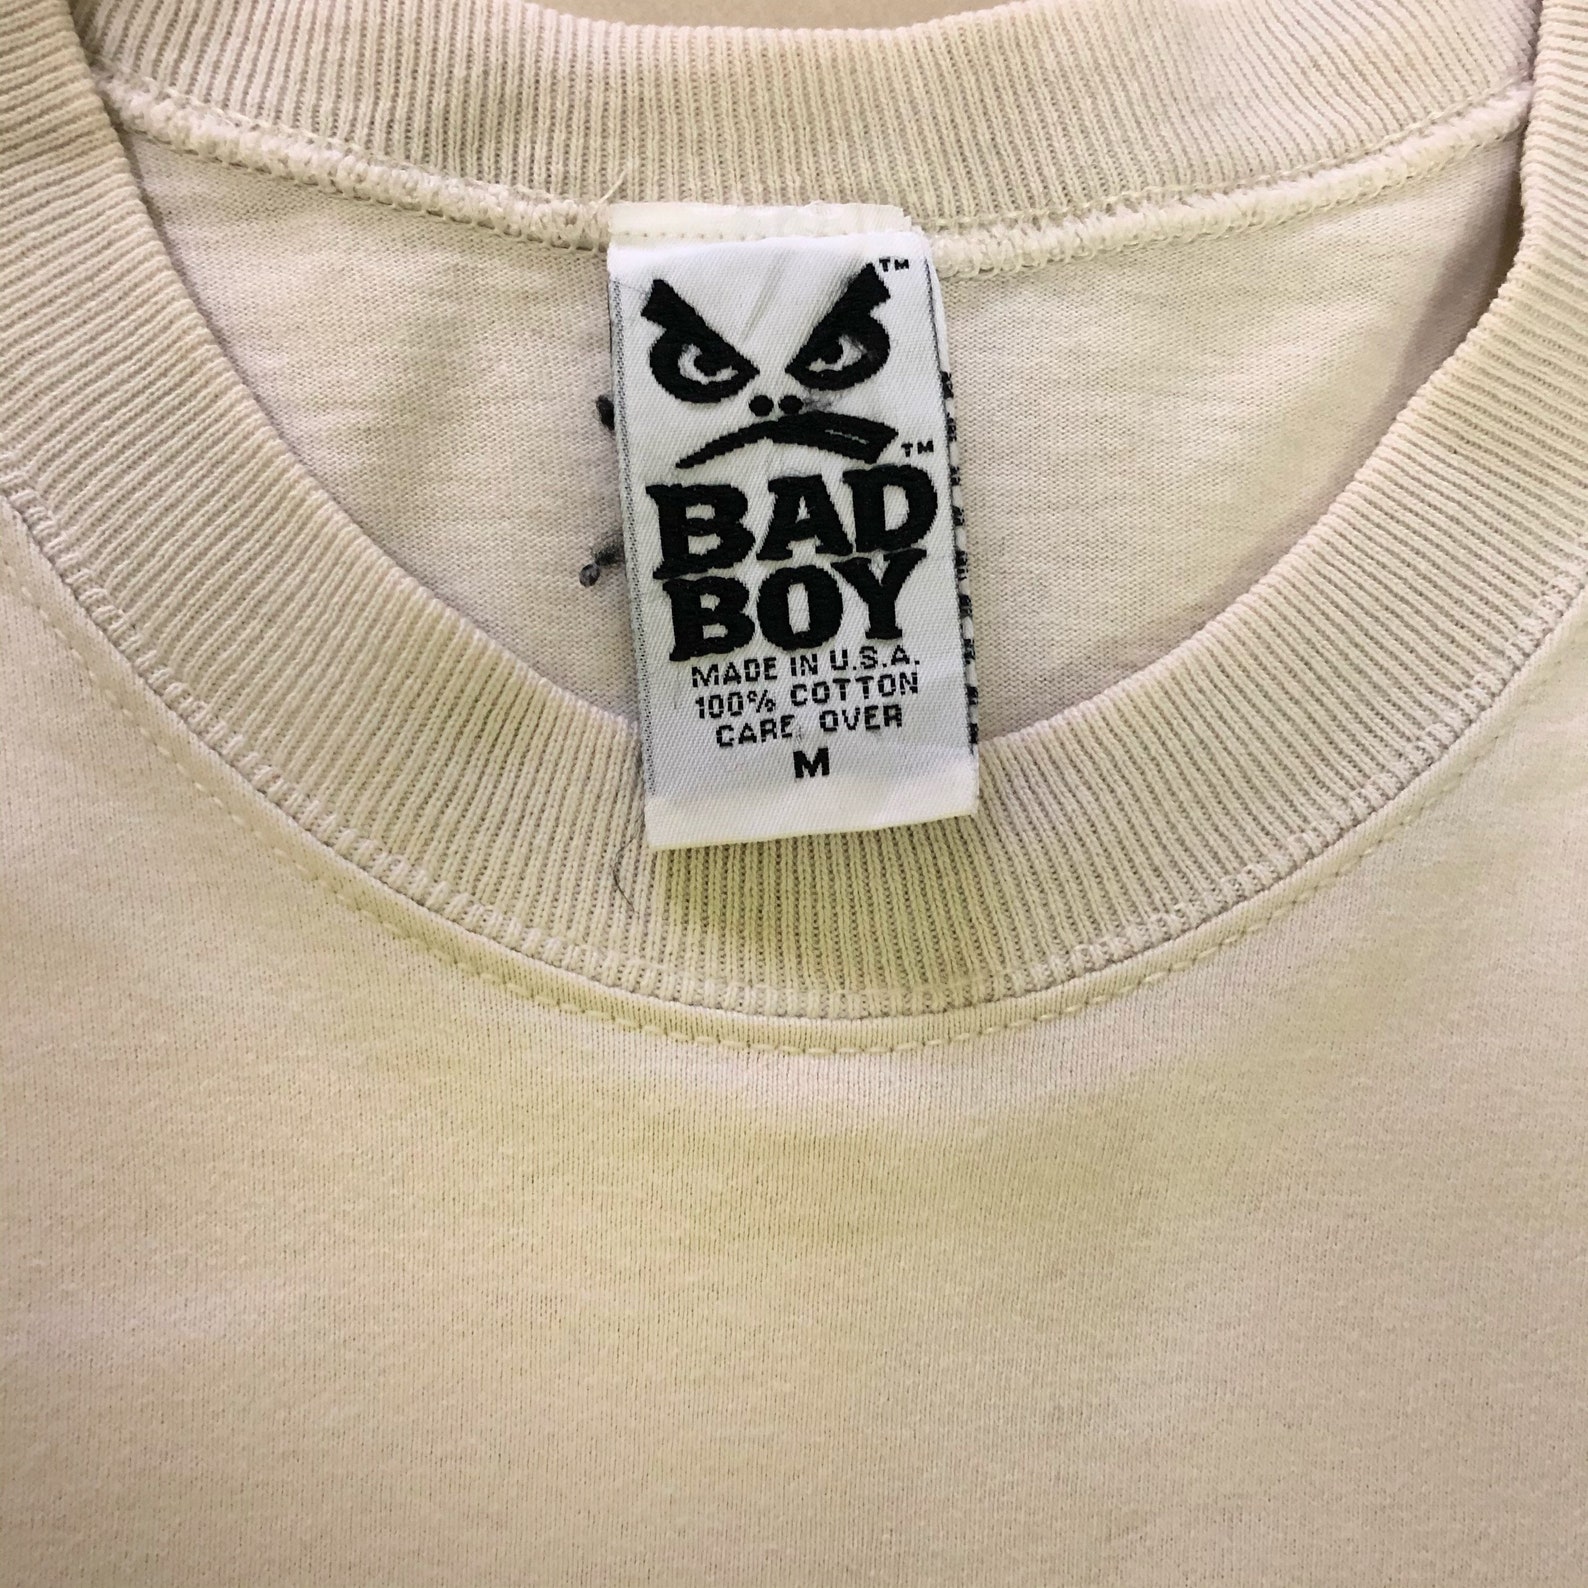 TM
TM
BAD
BOY
MADE IN U.S.A.
100% COTTON
CARE OVER
M